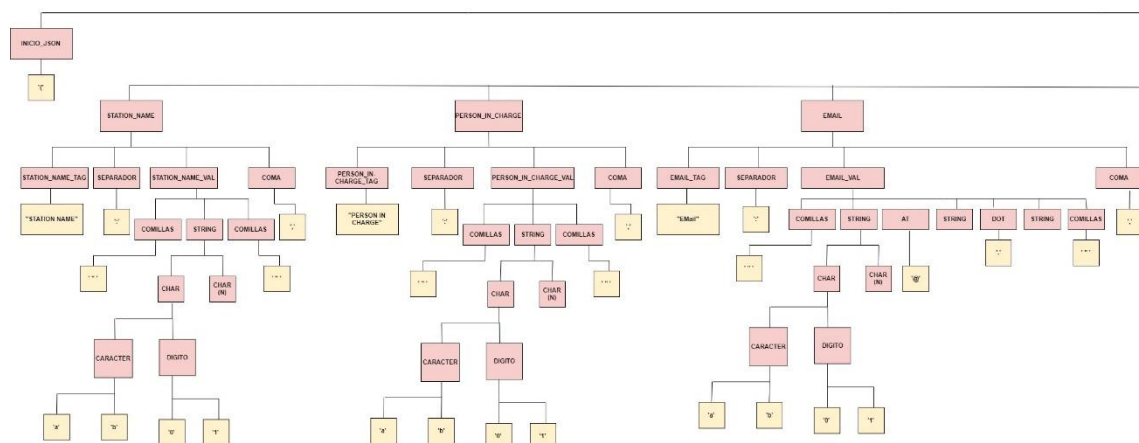 INICIO_JSON
'{'
STATION_NAME
PERSON_IN_CHARGE
EMAIL
STATION_NAME_TAG
SEPARADOR
STATION_NAME_VAL
COMA
PERSON_IN
CHARGE_TAG
SEPARADOR
PERSON_IN_CHARGE_VAL
COMA
EMAIL_TAG
SEPARADOR
EMAIL_VAL
COMA
"STATION NAME"
"PERSON IN
CHARGE"
"EMail"
COMILLAS
STRING
COMILLAS
COMILLAS
STRING
COMILLAS
COMILLAS
STRING
AT
STRING
DOT
STRING
COMILLAS
CHAR
CHAR
(N)
CHAR
CHAR
(N)
CHAR
CHAR
(N)
'@'
CARACTER
DIGITO
CARACTER
DIGITO
CARACTER
DIGITO
'a'
'b'
'0'
'1'
'a'
'b'
'0'
'1'
'a'
'b'
'0'
'1'